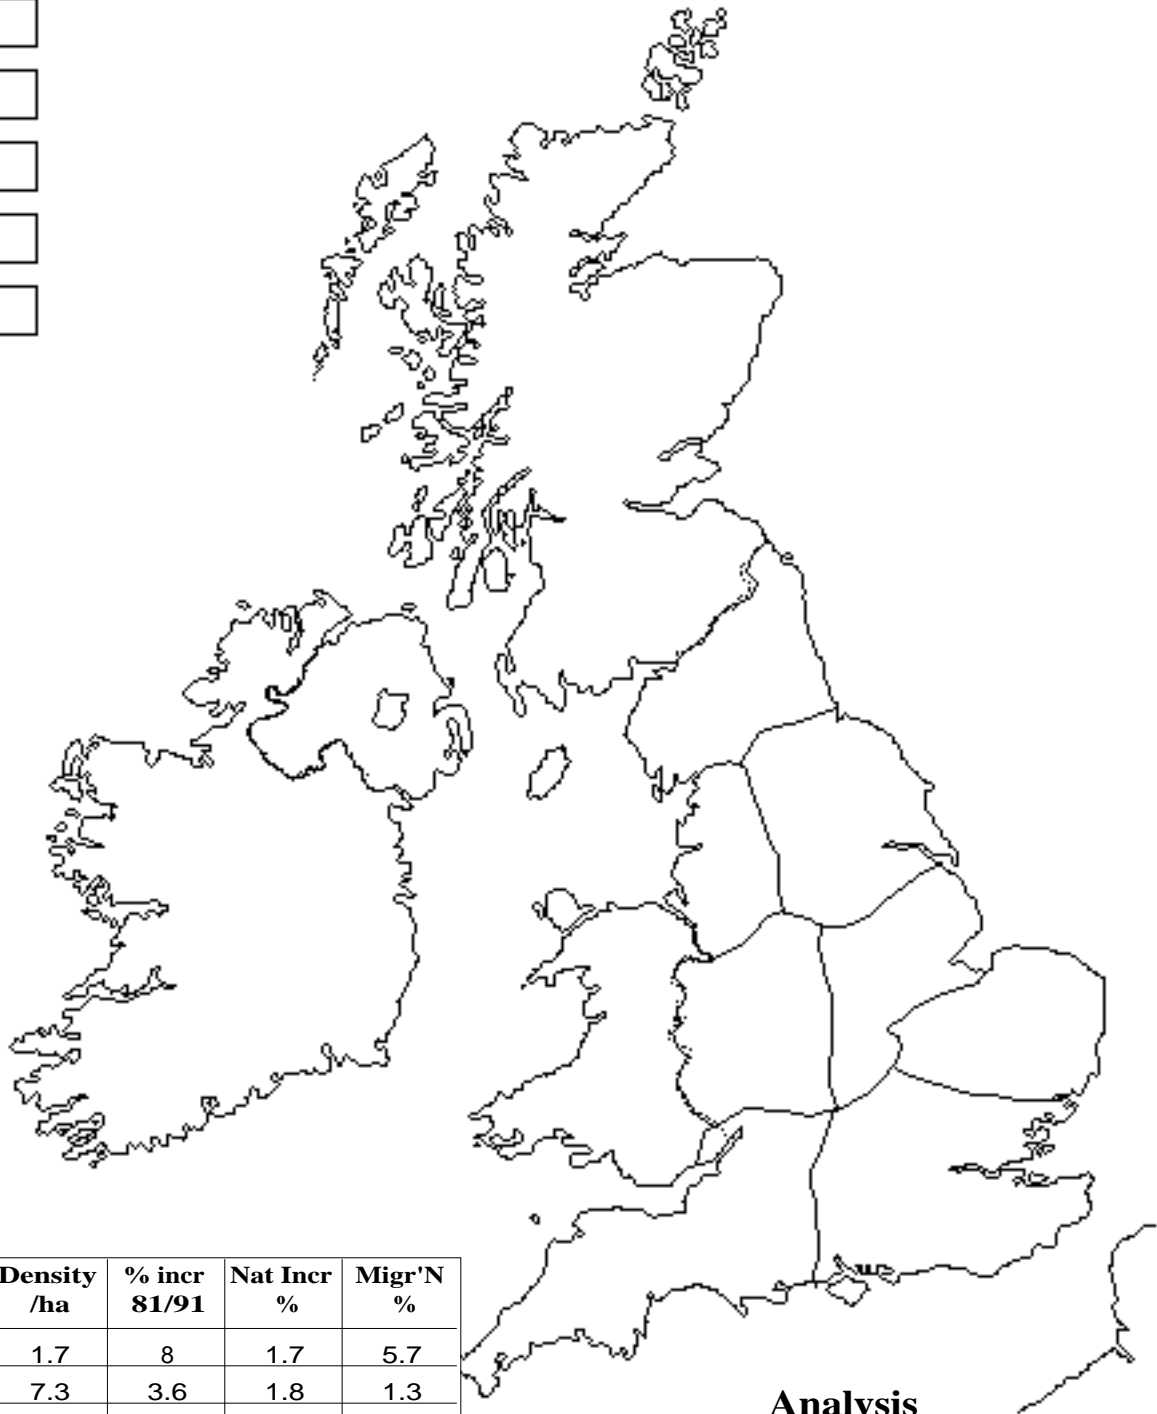 Density /ha | % incr 81/91 | Nat Incr % | Migr'N %
1.7 | 8 | 1.7 | 5.7
7.3 | 3.6 | 1.8 | 1.3
Analysis